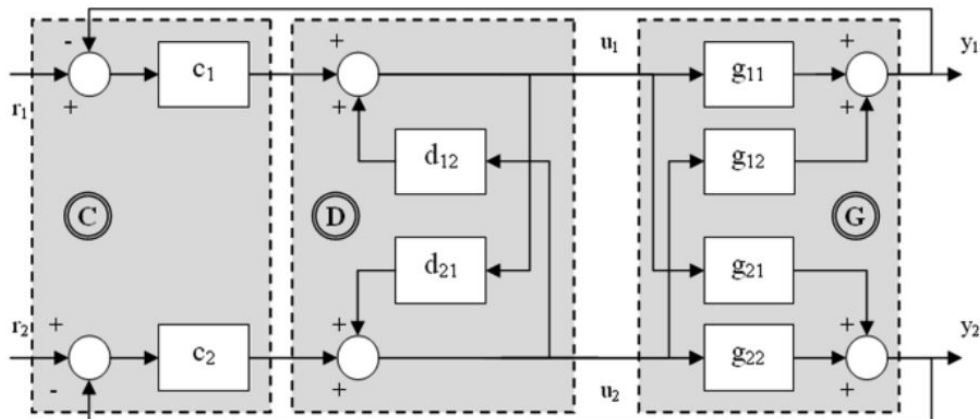 - + u₁ + y₁
c₁ g₁₁
r₁ + + +
d₁₂ g₁₂
C D G
d₂₁ g₂₁
r₂ + + + y₂
c₂ g₂₂
- + u₂ +